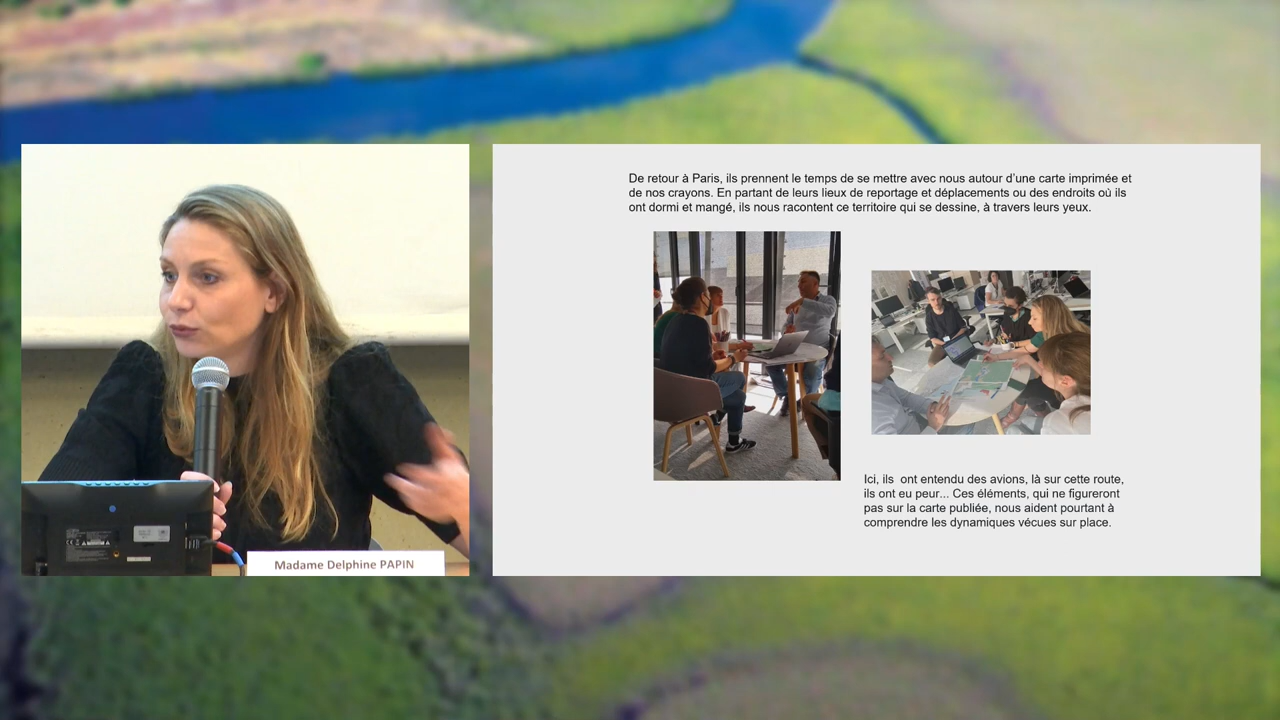 De retour à Paris, ils prennent le temps de se mettre avec nous autour d'une carte imprimée et
de nos crayons. En partant de leurs lieux de reportage et déplacements ou des endroits où ils
ont dormi et mangé, ils nous racontent ce territoire qui se dessine, à travers leurs yeux.
Ici, ils  ont entendu des avions, là sur cette route,
ils ont eu peur... Ces éléments, qui ne figureront
pas sur la carte publiée, nous aident pourtant à
comprendre les dynamiques vécues sur place.
Madame Delphine PAPIN